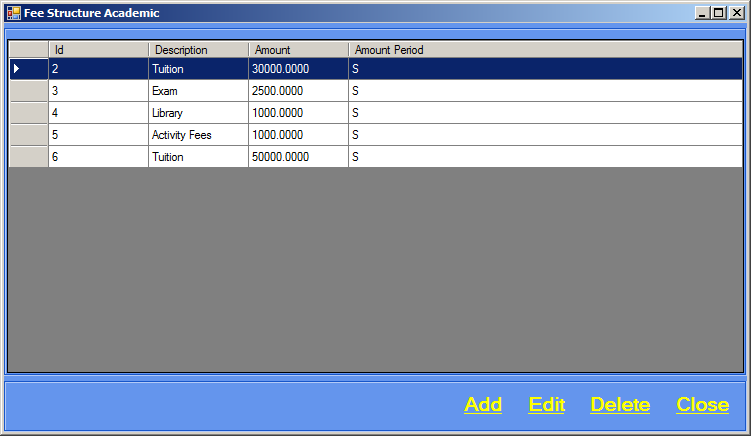 Fee Structure Academic
Id Description Amount Amount Period
2 Tuition 30000.0000 S
3 Exam 2500.0000 S
4 Library 1000.0000 S
5 Activity Fees 1000.0000 S
6 Tuition 50000.0000 S
Add Edit Delete Close